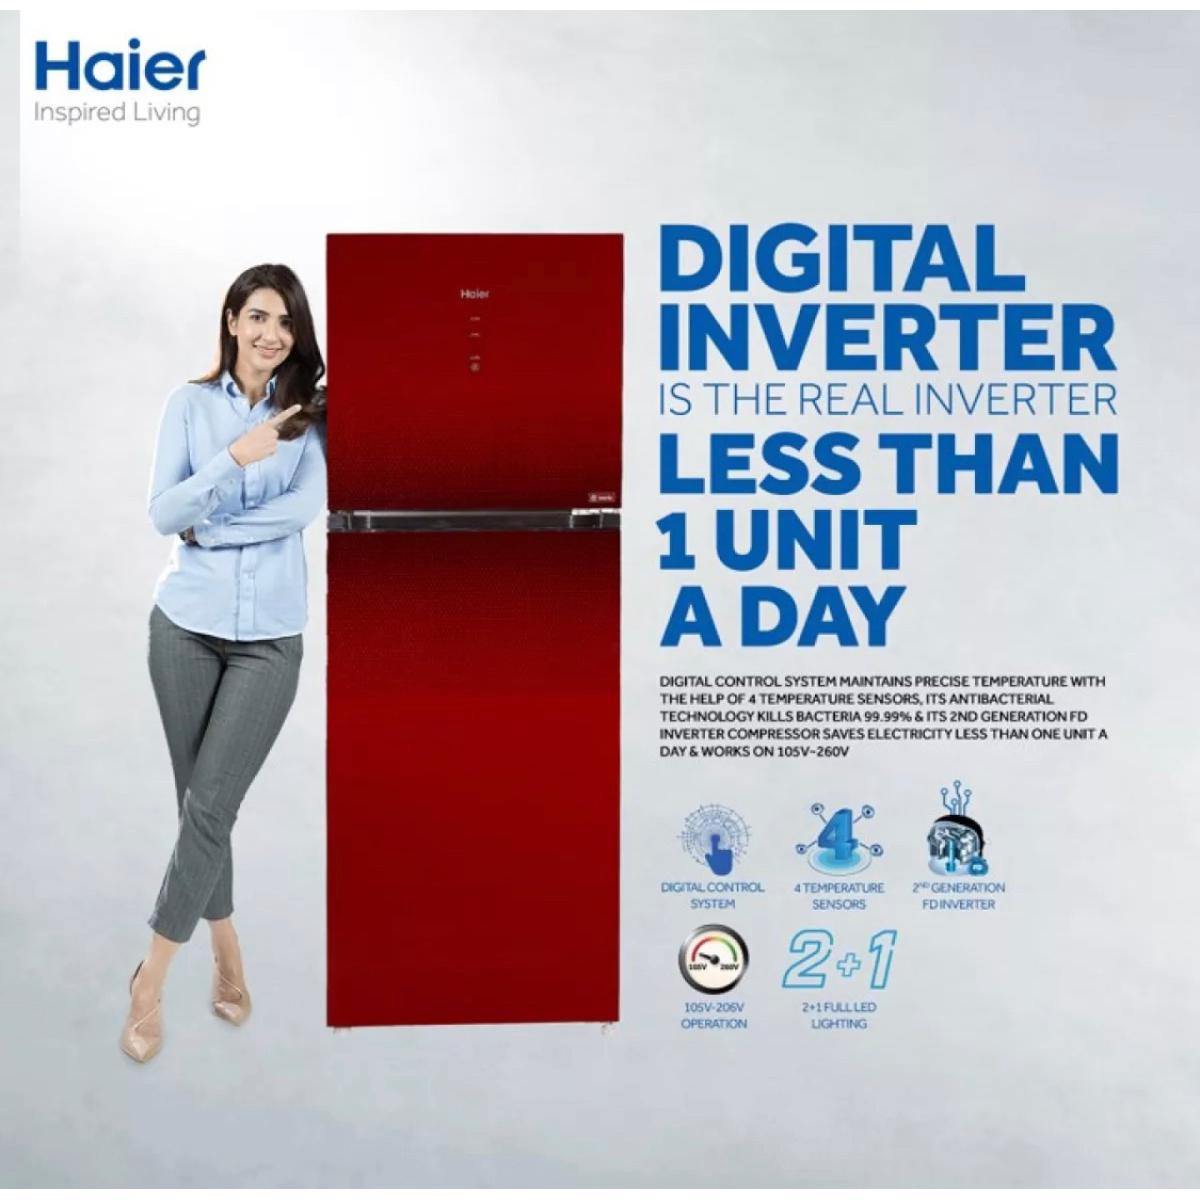 Haier
Inspired Living
Haier
DIGITAL
INVERTER
IS THE REAL INVERTER
LESS THAN
1 UNIT
A DAY
DIGITAL CONTROL SYSTEM MAINTAINS PRECISE TEMPERATURE WITH
THE HELP OF 4 TEMPERATURE SENSORS, ITS ANTIBACTERIAL
TECHNOLOGY KILLS BACTERIA 99.99% & ITS 2ND GENERATION FD
INVERTER COMPRESSOR SAVES ELECTRICITY LESS THAN ONE UNIT A
DAY & WORKS ON 105V~260V
4
FD
DIGITAL CONTROL
SYSTEM
4 TEMPERATURE
SENSORS
2ND GENERATION
FD INVERTER
105V 260V
2+1
105V-206V
OPERATION
2+1 FULL LED
LIGHTING